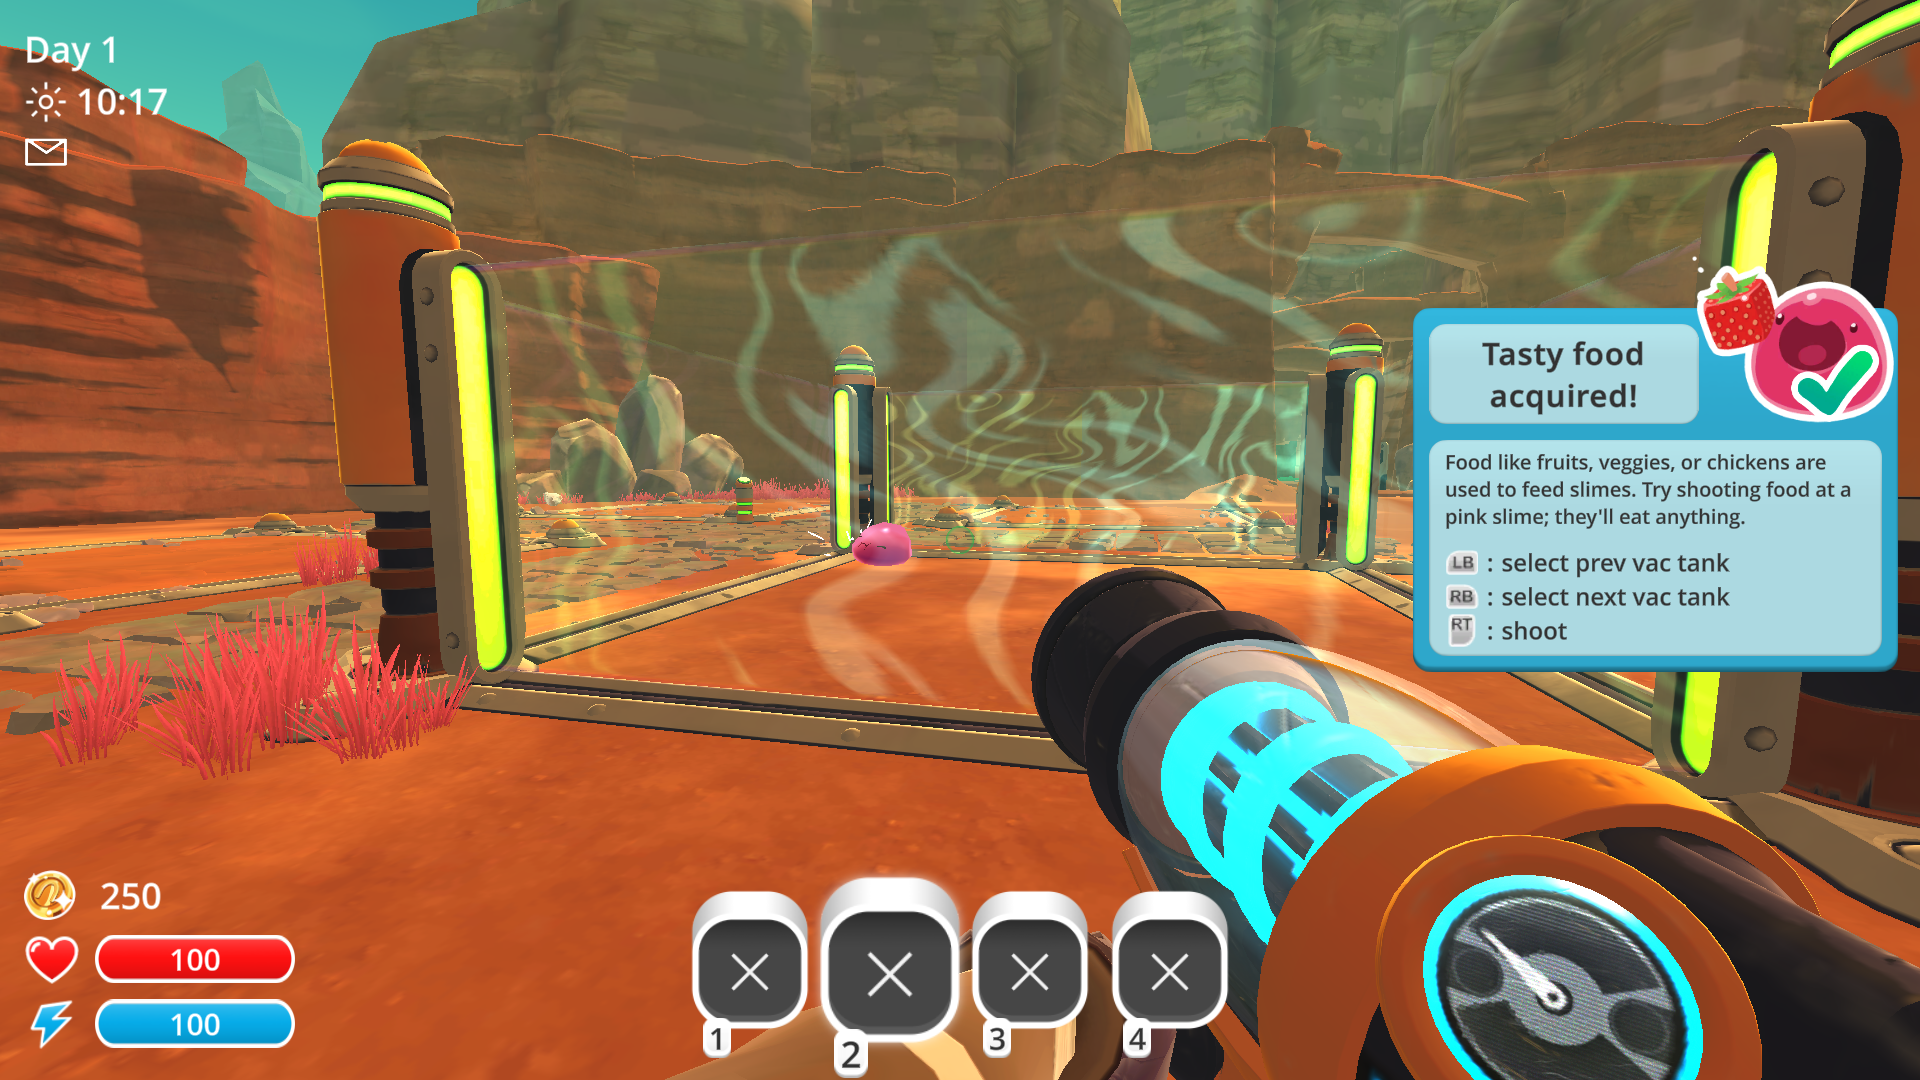 Day 1
10:17
Tasty food
acquired!
Food like fruits, veggies, or chickens are
used to feed slimes. Try shooting food at a
pink slime; they'll eat anything.
LB : select prev vac tank
RB : select next vac tank
RT : shoot
250
100
100
1
2
3
4